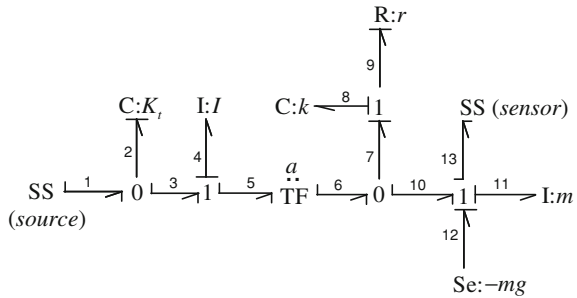 R:r
9
C:K_t
I:I
C:k
8
1
SS (sensor)
2
4
a
7
13
SS
1
0
3
1
5
TF
6
0
10
1
11
I:m
(source)
12
Se:−mg